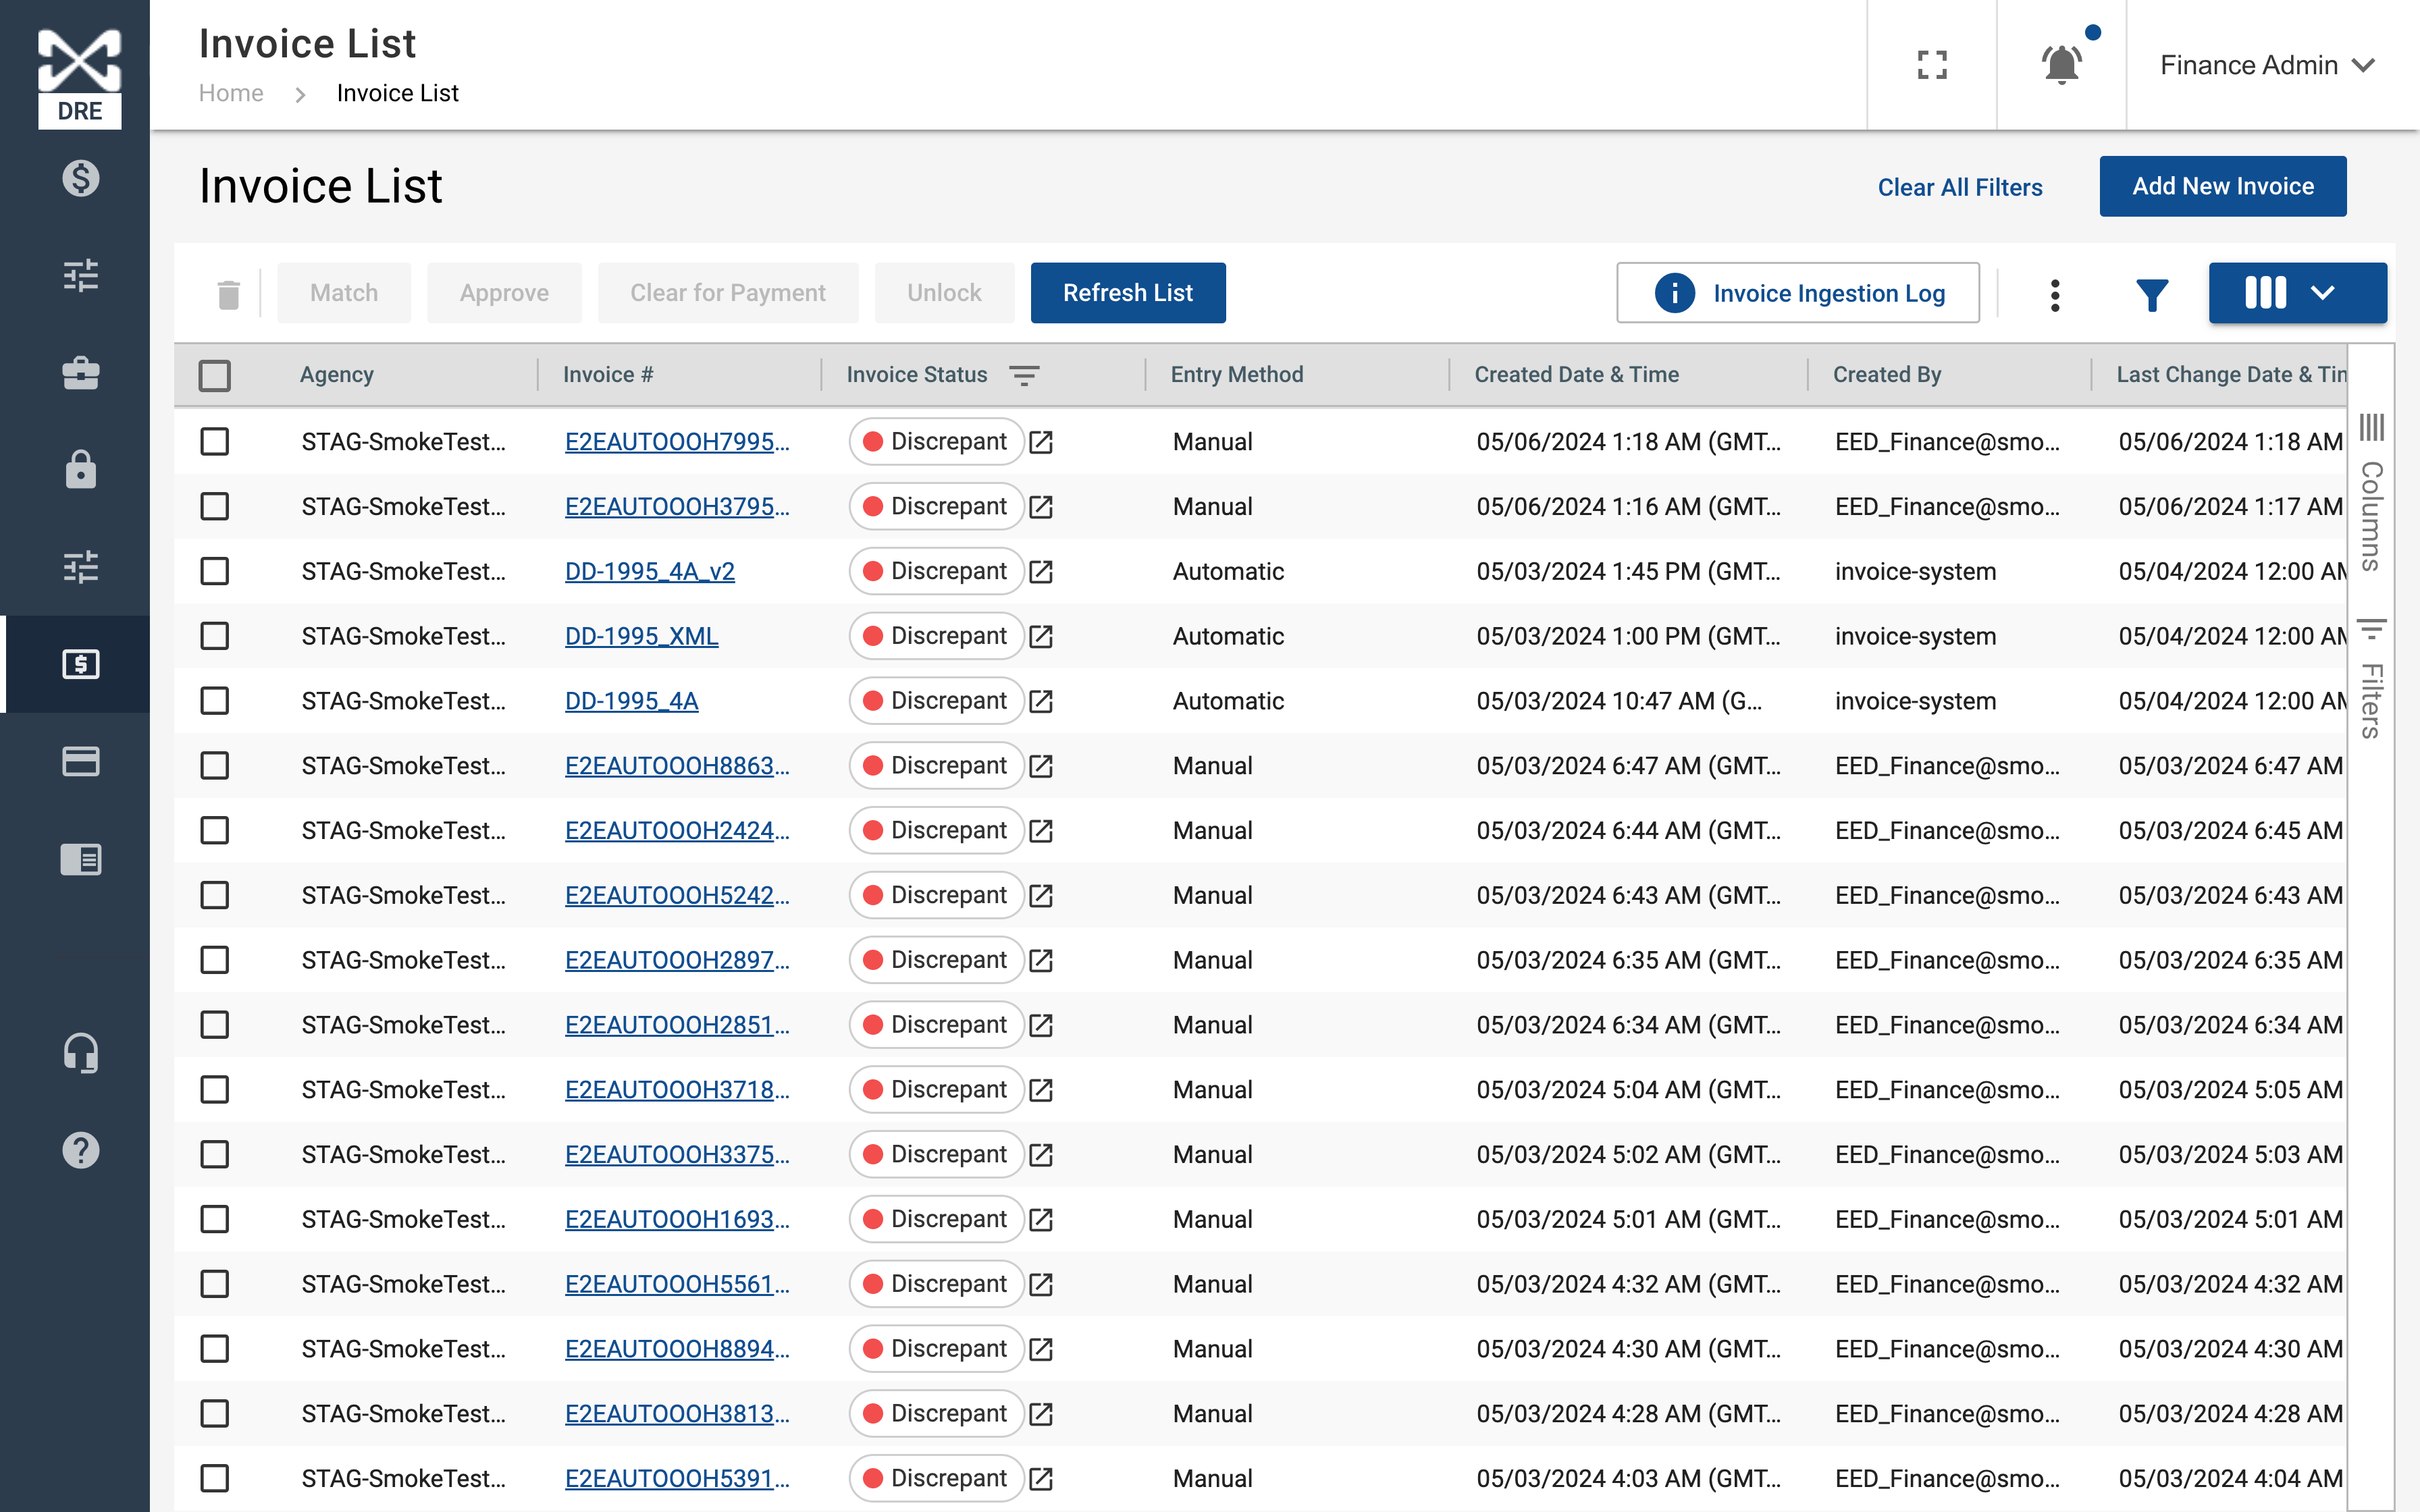 DRE
Invoice List
Home > Invoice List
Finance Admin
Invoice List
Clear All Filters
Add New Invoice
Match Approve Clear for Payment Unlock Refresh List Invoice Ingestion Log
Agency Invoice # Invoice Status Entry Method Created Date & Time Created By Last Change Date & Tin
STAG-SmokeTest... E2EAUTOOOH7995... Discrepant Manual 05/06/2024 1:18 AM (GMT... EED_Finance@smo... 05/06/2024 1:18 AM
STAG-SmokeTest... E2EAUTOOOH3795... Discrepant Manual 05/06/2024 1:16 AM (GMT... EED_Finance@smo... 05/06/2024 1:17 AM
STAG-SmokeTest... DD-1995_4A_v2 Discrepant Automatic 05/03/2024 1:45 PM (GMT... invoice-system 05/04/2024 12:00 AM
STAG-SmokeTest... DD-1995_XML Discrepant Automatic 05/03/2024 1:00 PM (GMT... invoice-system 05/04/2024 12:00 AM
STAG-SmokeTest... DD-1995_4A Discrepant Automatic 05/03/2024 10:47 AM (G... invoice-system 05/04/2024 12:00 AM
STAG-SmokeTest... E2EAUTOOOH8863... Discrepant Manual 05/03/2024 6:47 AM (GMT... EED_Finance@smo... 05/03/2024 6:47 AM
STAG-SmokeTest... E2EAUTOOOH2424... Discrepant Manual 05/03/2024 6:44 AM (GMT... EED_Finance@smo... 05/03/2024 6:45 AM
STAG-SmokeTest... E2EAUTOOOH5242... Discrepant Manual 05/03/2024 6:43 AM (GMT... EED_Finance@smo... 05/03/2024 6:43 AM
STAG-SmokeTest... E2EAUTOOOH2897... Discrepant Manual 05/03/2024 6:35 AM (GMT... EED_Finance@smo... 05/03/2024 6:35 AM
STAG-SmokeTest... E2EAUTOOOH2851... Discrepant Manual 05/03/2024 6:34 AM (GMT... EED_Finance@smo... 05/03/2024 6:34 AM
STAG-SmokeTest... E2EAUTOOOH3718... Discrepant Manual 05/03/2024 5:04 AM (GMT... EED_Finance@smo... 05/03/2024 5:05 AM
STAG-SmokeTest... E2EAUTOOOH3375... Discrepant Manual 05/03/2024 5:02 AM (GMT... EED_Finance@smo... 05/03/2024 5:03 AM
STAG-SmokeTest... E2EAUTOOOH1693... Discrepant Manual 05/03/2024 5:01 AM (GMT... EED_Finance@smo... 05/03/2024 5:01 AM
STAG-SmokeTest... E2EAUTOOOH5561... Discrepant Manual 05/03/2024 4:32 AM (GMT... EED_Finance@smo... 05/03/2024 4:32 AM
STAG-SmokeTest... E2EAUTOOOH8894... Discrepant Manual 05/03/2024 4:30 AM (GMT... EED_Finance@smo... 05/03/2024 4:30 AM
STAG-SmokeTest... E2EAUTOOOH3813... Discrepant Manual 05/03/2024 4:28 AM (GMT... EED_Finance@smo... 05/03/2024 4:28 AM
STAG-SmokeTest... E2EAUTOOOH5391... Discrepant Manual 05/03/2024 4:03 AM (GMT... EED_Finance@smo... 05/03/2024 4:04 AM
Columns
Filters